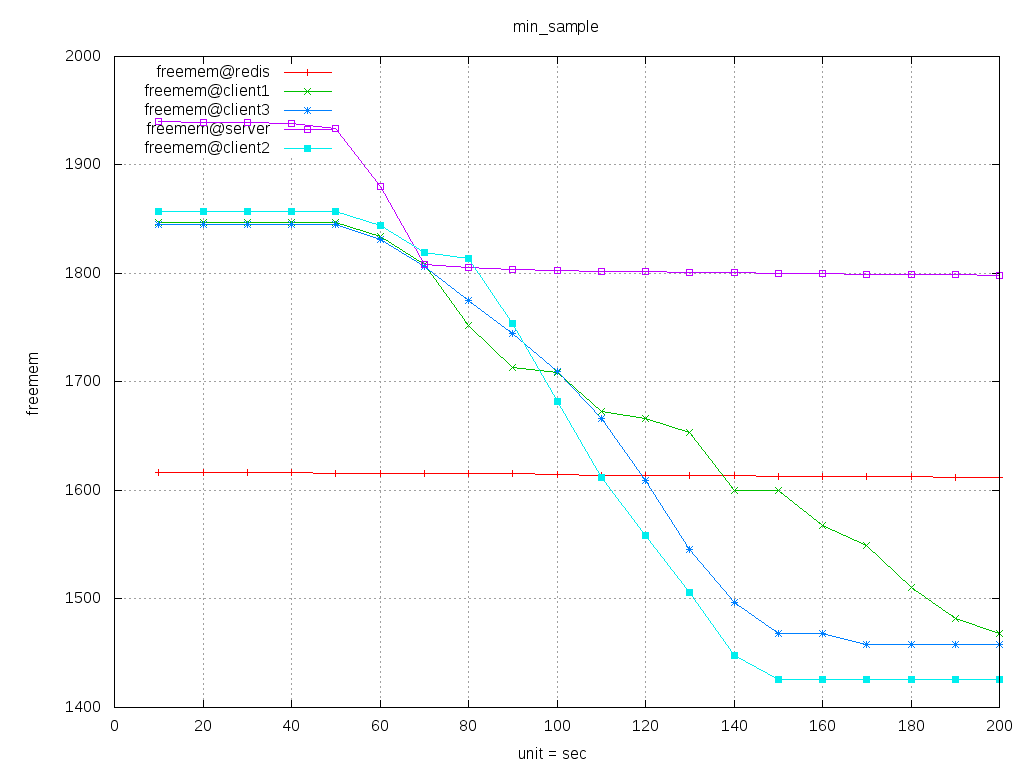 min_sample
2000
1900
1800
1700
1600
1500
1400
freemem
freemem@redis
freemem@client1
freemem@client3
freemem@server
freemem@client2
0 20 40 60 80 100 120 140 160 180 200
unit = sec